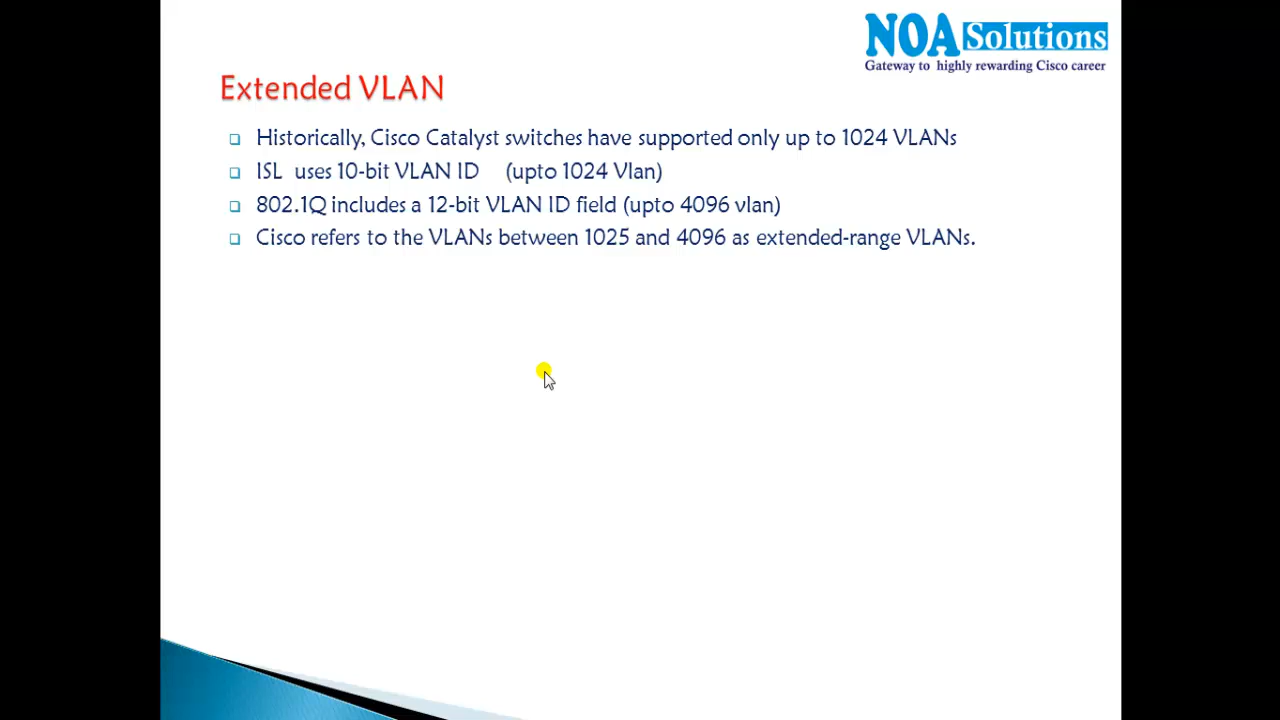 NOA Solutions
Gateway to highly rewarding Cisco career
Extended VLAN
Historically, Cisco Catalyst switches have supported only up to 1024 VLANs
ISL uses 10-bit VLAN ID (upto 1024 Vlan)
802.1Q includes a 12-bit VLAN ID field (upto 4096 vlan)
Cisco refers to the VLANs between 1025 and 4096 as extended-range VLANs.